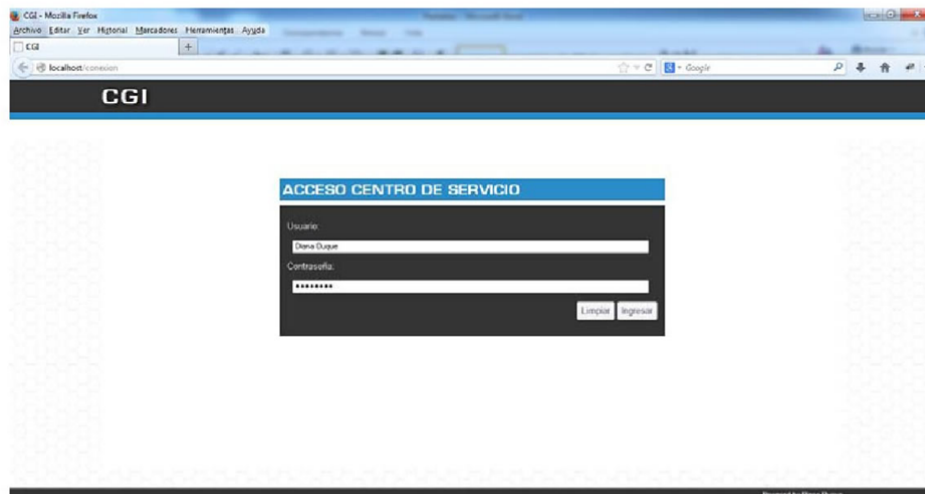 CGI - Mozilla Firefox
Archivo Editar Ver Historial Marcadores Herramientas Ayuda
CGI
+
localhost/conexion
Google
CGI
ACCESO CENTRO DE SERVICIO
Usuario:
Diana Duque
Contraseña:
••••••••
Limpiar Ingresar